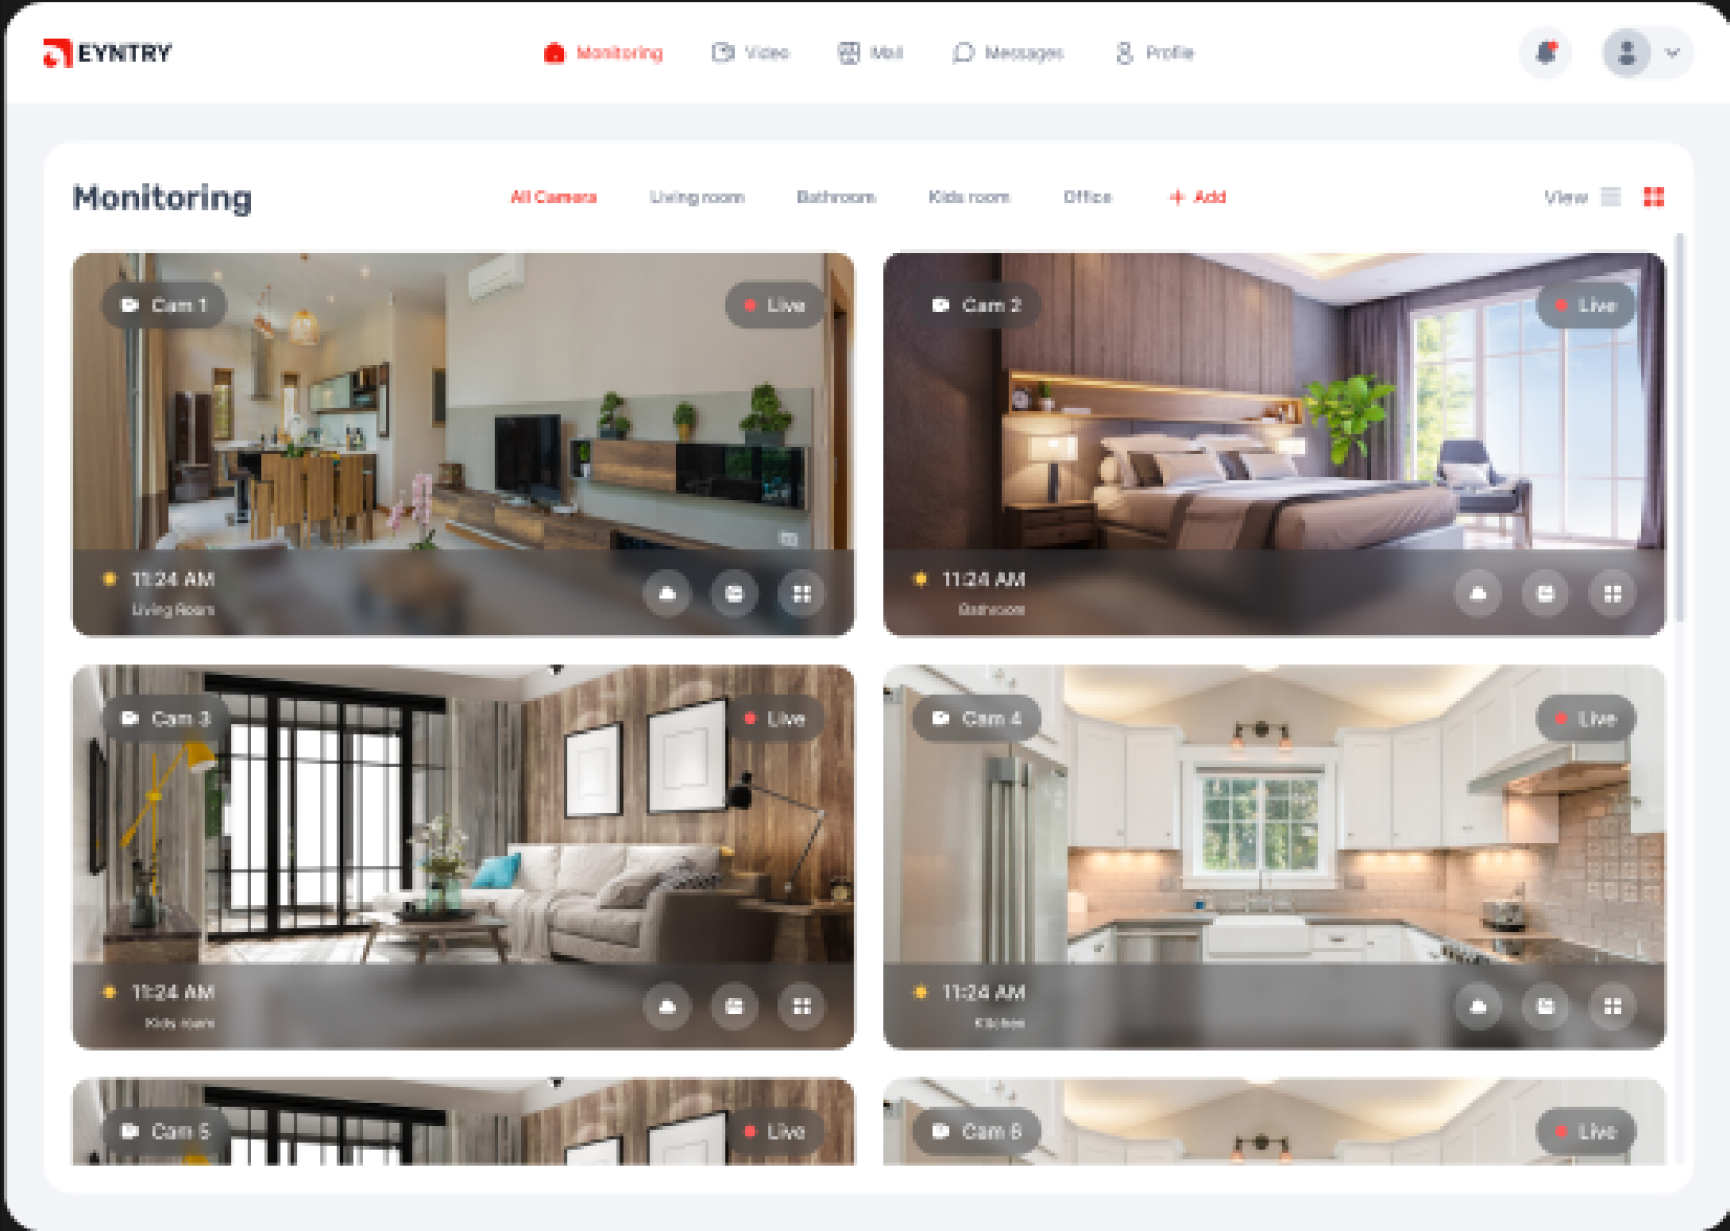 EYNTRY
Monitoring Video Mail Messages Profile
Monitoring
All Camera Living room Bathroom Kids room Office + Add
View
Cam 1 Live
11:24 AM
Living Room
Cam 2 Live
11:24 AM
Bathroom
Cam 3 Live
11:24 AM
Kids room
Cam 4 Live
11:24 AM
Kitchen
Cam 5 Live
Cam 6 Live